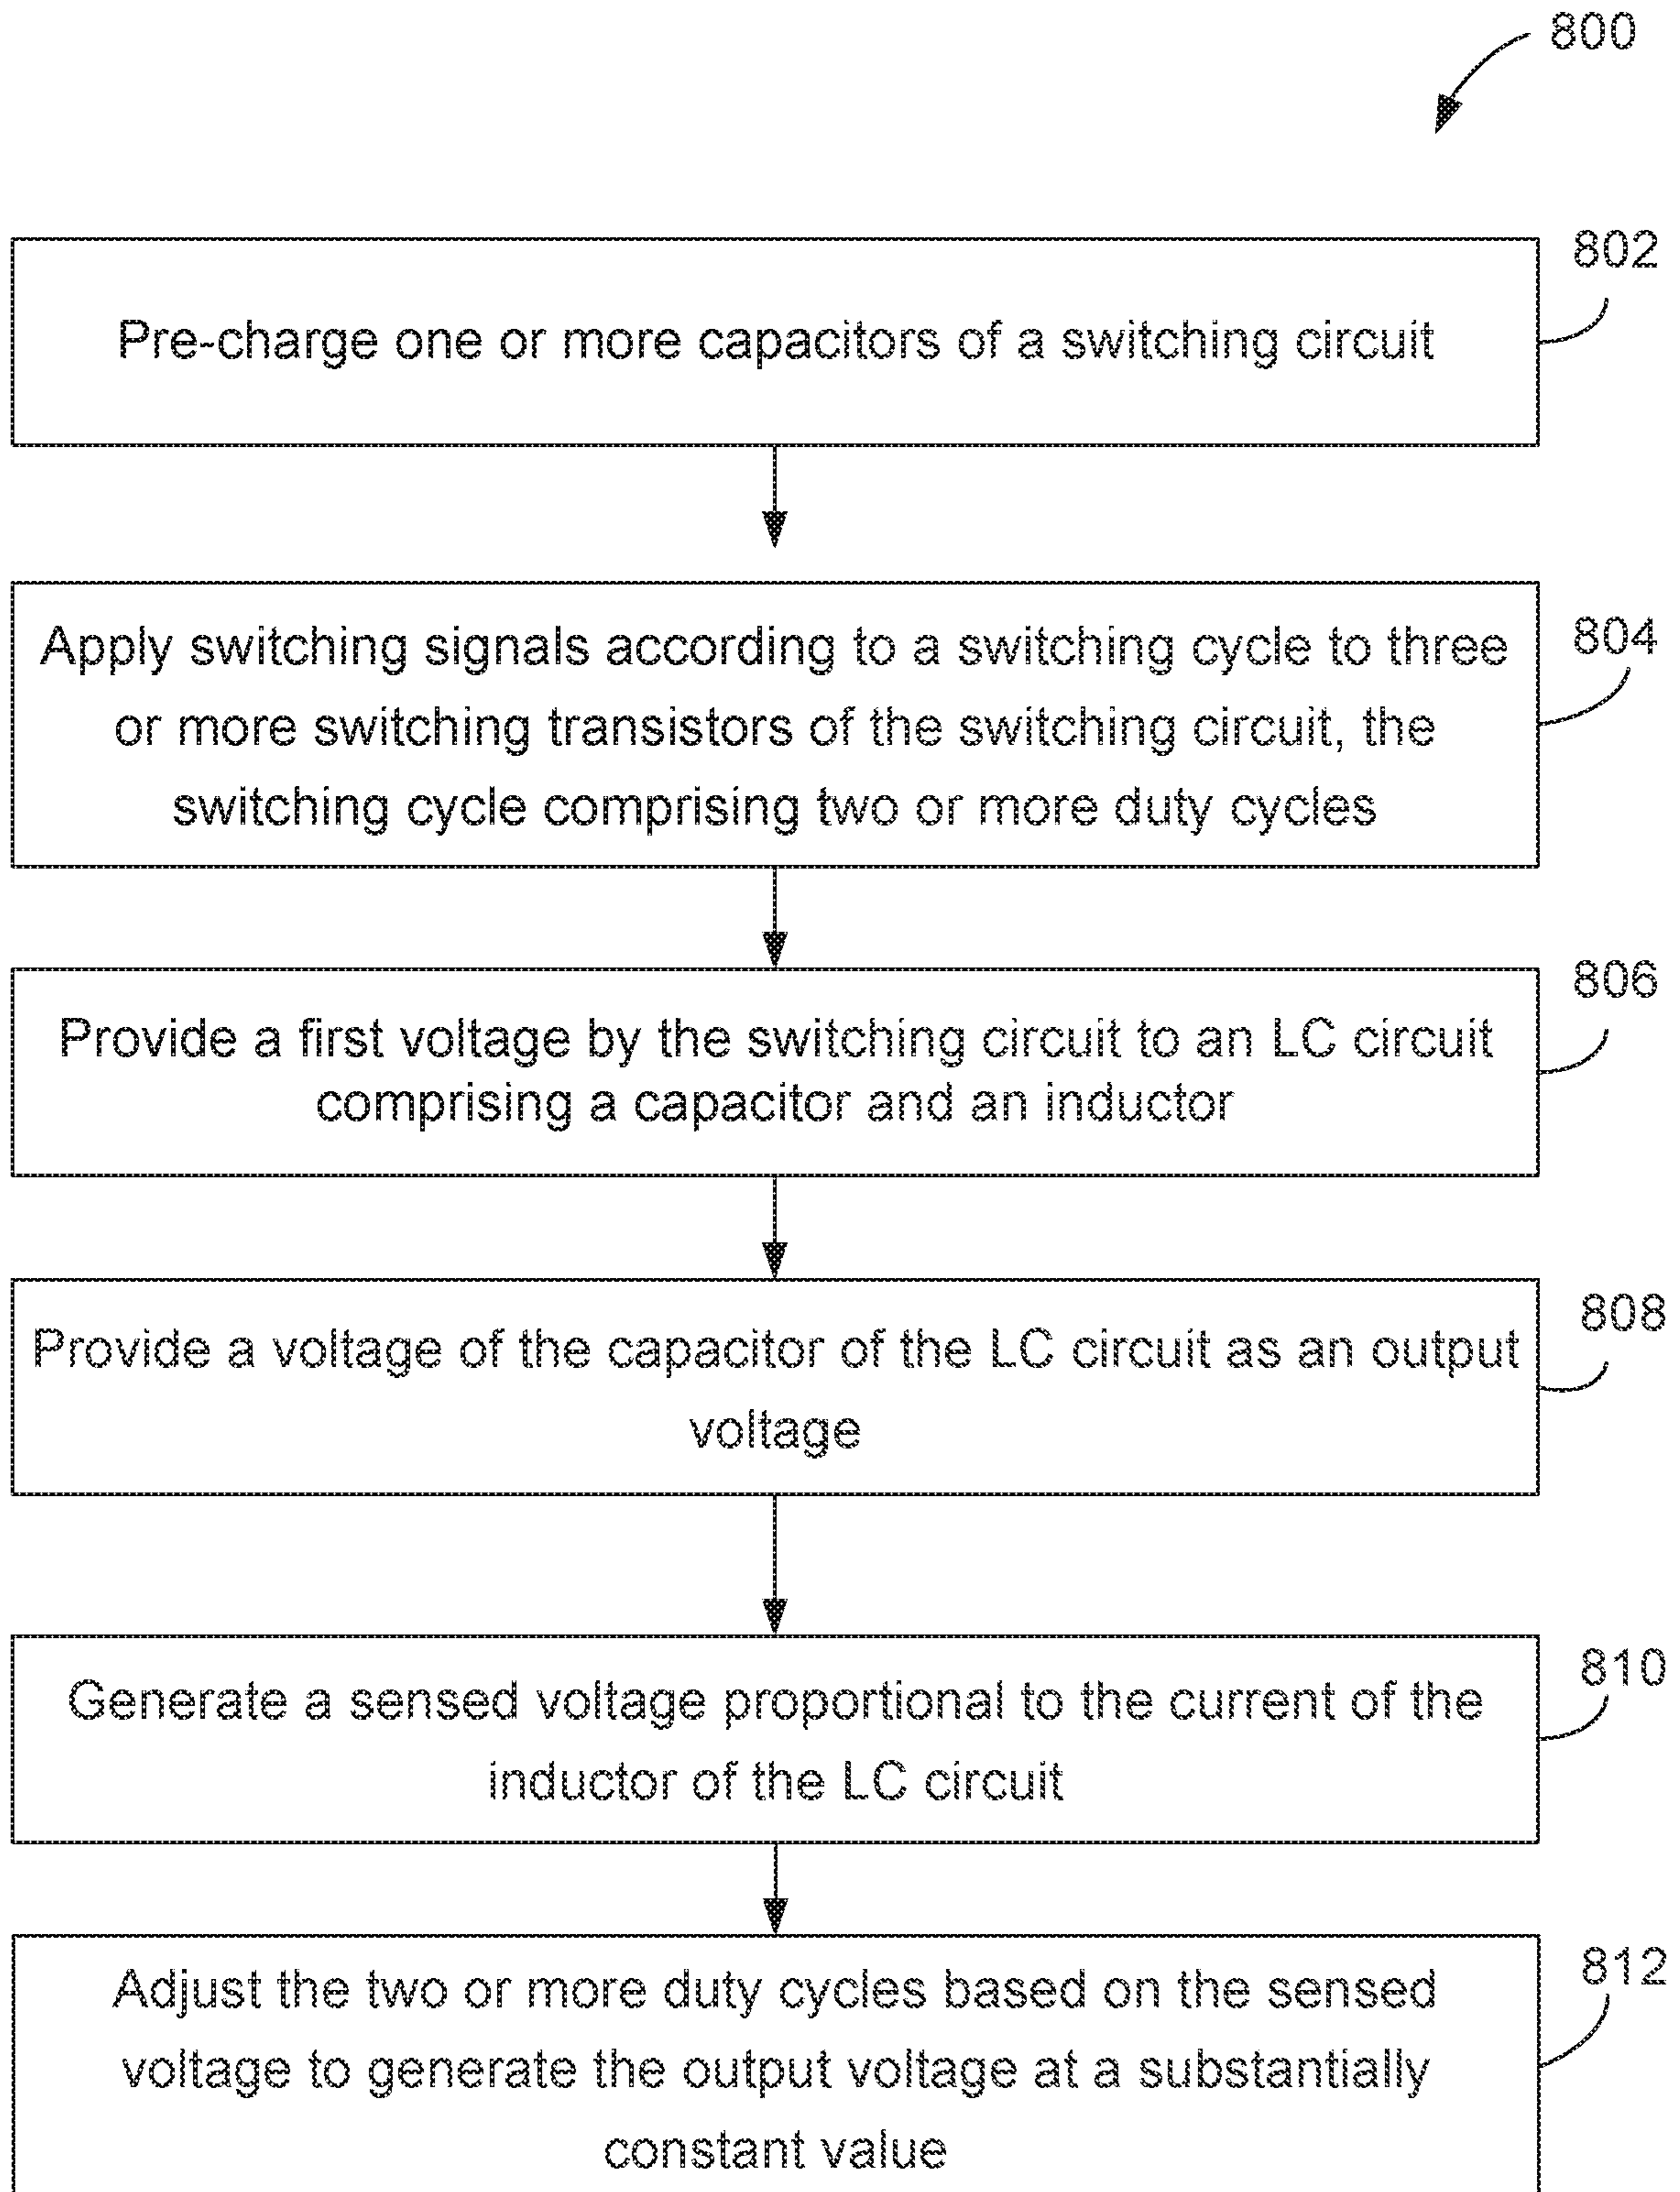 800
802
Pre-charge one or more capacitors of a switching circuit
804
Apply switching signals according to a switching cycle to three
or more switching transistors of the switching circuit, the
switching cycle comprising two or more duty cycles
806
Provide a first voltage by the switching circuit to an LC circuit
comprising a capacitor and an inductor
808
Provide a voltage of the capacitor of the LC circuit as an output
voltage
810
Generate a sensed voltage proportional to the current of the
inductor of the LC circuit
812
Adjust the two or more duty cycles based on the sensed
voltage to generate the output voltage at a substantially
constant value